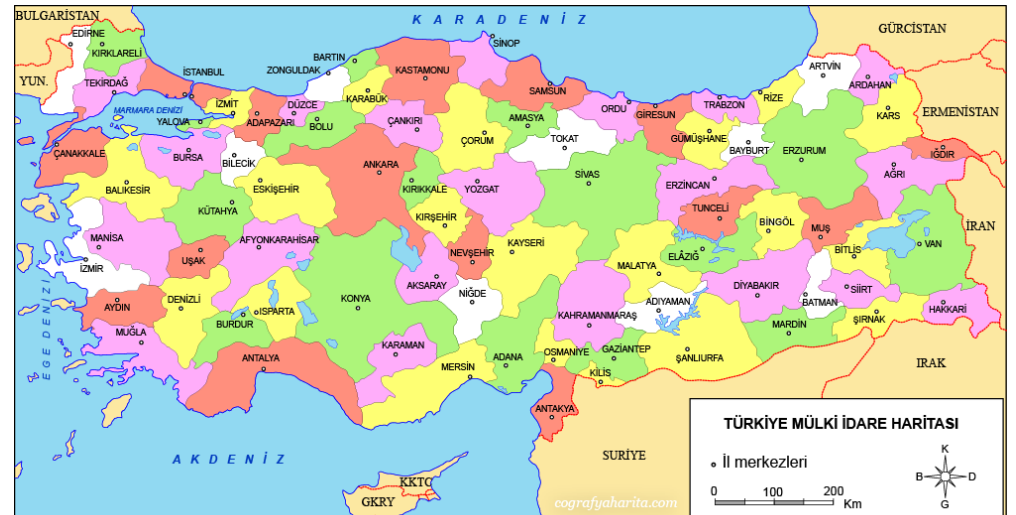 BULGARİSTAN
KARADENİZ
GÜRCİSTAN
EDİRNE
KIRKLARELİ
SİNOP
BARTIN
ZONGULDAK
KASTAMONU
ARTVİN
YUN.
TEKİRDAĞ
İSTANBUL
ARDAHAN
KARABÜK
SAMSUN
RİZE
MARMARA DENİZİ
İZMİT
DÜZCE
ORDU
TRABZON
ERMENİSTAN
YALOVA
ADAPAZARI
BOLU
ÇANKIRI
AMASYA
GİRESUN
KARS
ÇANAKKALE
BURSA
BİLECİK
ÇORUM
TOKAT
GÜMÜŞHANE
BAYBURT
ERZURUM
IĞDIR
ANKARA
BALIKESİR
ESKİŞEHİR
KIRIKKALE
YOZGAT
SİVAS
ERZİNCAN
AĞRI
KÜTAHYA
KIRŞEHİR
TUNCELİ
BİNGÖL
MUŞ
İRAN
MANİSA
AFYONKARAHİSAR
UŞAK
NEVŞEHİR
KAYSERİ
ELAZIĞ
BİTLİS
VAN
İZMİR
MALATYA
AKSARAY
NİĞDE
DİYABAKIR
SİİRT
EGE DENİZİ
AYDIN
DENİZLİ
KONYA
ADIYAMAN
BATMAN
HAKKARİ
ISPARTA
BURDUR
KAHRAMANMARAŞ
MARDİN
ŞIRNAK
MUĞLA
KARAMAN
ANTALYA
MERSİN
ADANA
OSMANİYE
GAZİANTEP
ŞANLIURFA
KİLİS
IRAK
ANTAKYA
AKDENİZ
SURİYE
KKTC
GKRY
TÜRKİYE MÜLKİ İDARE HARİTASI
İl merkezleri
0 100 200
Km
K
B D
G
cografyaharita.com